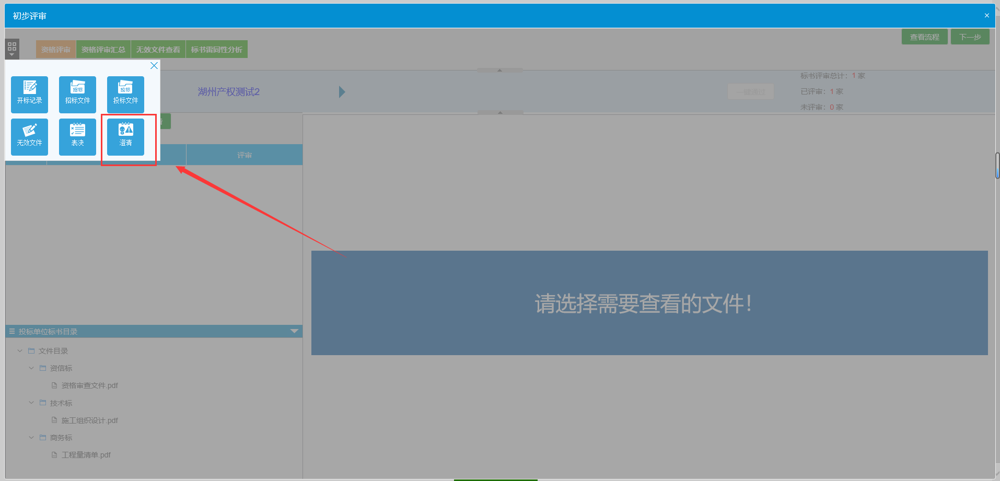 初步评审
×
查看流程 下一步
资格评审 资格评审汇总 无效文件查看 标书雷同性分析
开标记录 招标 招标文件 投标 投标文件
无效文件 表决 澄清
湖州产权测试2
一键通过
标书评审总计：1 家
已评审：1 家
未评审：0 家
评审
请选择需要查看的文件！
投标单位标书目录
文件目录
资信标
资格审查文件.pdf
技术标
施工组织设计.pdf
商务标
工程量清单.pdf